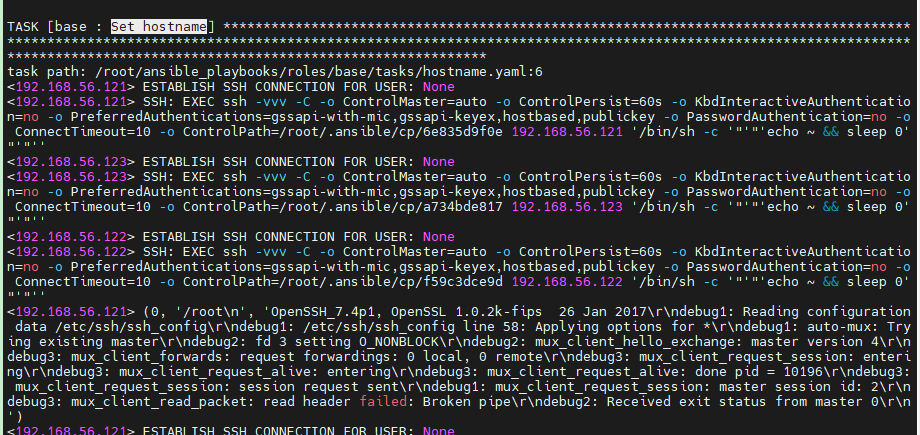 TASK [base : Set hostname] ****************************************************************************************
*******************************************************************************************************************
*************************************************************
task path: /root/ansible_playbooks/roles/base/tasks/hostname.yaml:6
<192.168.56.121> ESTABLISH SSH CONNECTION FOR USER: None
<192.168.56.121> SSH: EXEC ssh -vvv -C -o ControlMaster=auto -o ControlPersist=60s -o KbdInteractiveAuthenticatio
n=no -o PreferredAuthentications=gssapi-with-mic,gssapi-keyex,hostbased,publickey -o PasswordAuthentication=no -o
 ConnectTimeout=10 -o ControlPath=/root/.ansible/cp/6e835d9f0e 192.168.56.121 '/bin/sh -c '"'"'echo ~ && sleep 0'
"'"''
<192.168.56.123> ESTABLISH SSH CONNECTION FOR USER: None
<192.168.56.123> SSH: EXEC ssh -vvv -C -o ControlMaster=auto -o ControlPersist=60s -o KbdInteractiveAuthenticatio
n=no -o PreferredAuthentications=gssapi-with-mic,gssapi-keyex,hostbased,publickey -o PasswordAuthentication=no -o
 ConnectTimeout=10 -o ControlPath=/root/.ansible/cp/a734bde817 192.168.56.123 '/bin/sh -c '"'"'echo ~ && sleep 0'
"'"''
<192.168.56.122> ESTABLISH SSH CONNECTION FOR USER: None
<192.168.56.122> SSH: EXEC ssh -vvv -C -o ControlMaster=auto -o ControlPersist=60s -o KbdInteractiveAuthenticatio
n=no -o PreferredAuthentications=gssapi-with-mic,gssapi-keyex,hostbased,publickey -o PasswordAuthentication=no -o
 ConnectTimeout=10 -o ControlPath=/root/.ansible/cp/f59c3dce9d 192.168.56.122 '/bin/sh -c '"'"'echo ~ && sleep 0'
"'"''
<192.168.56.121> (0, '/root\n', 'OpenSSH_7.4p1, OpenSSL 1.0.2k-fips  26 Jan 2017\r\ndebug1: Reading configuration
 data /etc/ssh/ssh_config\r\ndebug1: /etc/ssh/ssh_config line 58: Applying options for *\r\ndebug1: auto-mux: Try
ing existing master\r\ndebug2: fd 3 setting O_NONBLOCK\r\ndebug2: mux_client_hello_exchange: master version 4\r\n
debug3: mux_client_forwards: request forwardings: 0 local, 0 remote\r\ndebug3: mux_client_request_session: enteri
ng\r\ndebug3: mux_client_request_alive: entering\r\ndebug3: mux_client_request_alive: done pid = 10196\r\ndebug3:
 mux_client_request_session: session request sent\r\ndebug1: mux_client_request_session: master session id: 2\r\n
debug3: mux_client_read_packet: read header failed: Broken pipe\r\ndebug2: Received exit status from master 0\r\n
')
<192.168.56.121> ESTABLISH SSH CONNECTION FOR USER: None